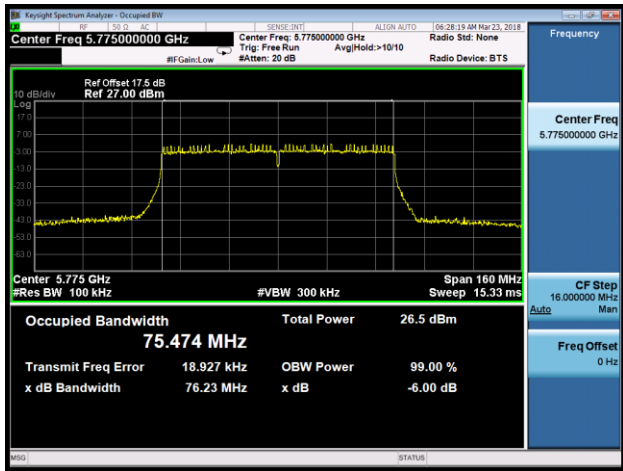 Keysight Spectrum Analyzer - Occupied BW
RF 50 Ω AC SENSE:INT ALIGN AUTO 06:28:19 AM Mar 23, 2018
Center Freq 5.775000000 GHz
Center Freq: 5.775000000 GHz
Radio Std: None
Trig: Free Run Avg|Hold:>10/10
#IFGain:Low
#Atten: 20 dB
Radio Device: BTS
Frequency
Ref Offset 17.5 dB
10 dB/div Ref 27.00 dBm
Log
17.0
7.00
-3.00
-13.0
-23.0
-33.0
-43.0
-53.0
-63.0
Center 5.775 GHz
Span 160 MHz
#Res BW 100 kHz
#VBW 300 kHz
Sweep 15.33 ms
Occupied Bandwidth
75.474 MHz
Total Power 26.5 dBm
Transmit Freq Error 18.927 kHz
OBW Power 99.00 %
x dB Bandwidth 76.23 MHz
x dB -6.00 dB
Center Freq
5.775000000 GHz
CF Step
16.000000 MHz
Auto Man
Freq Offset
0 Hz
MSG
STATUS